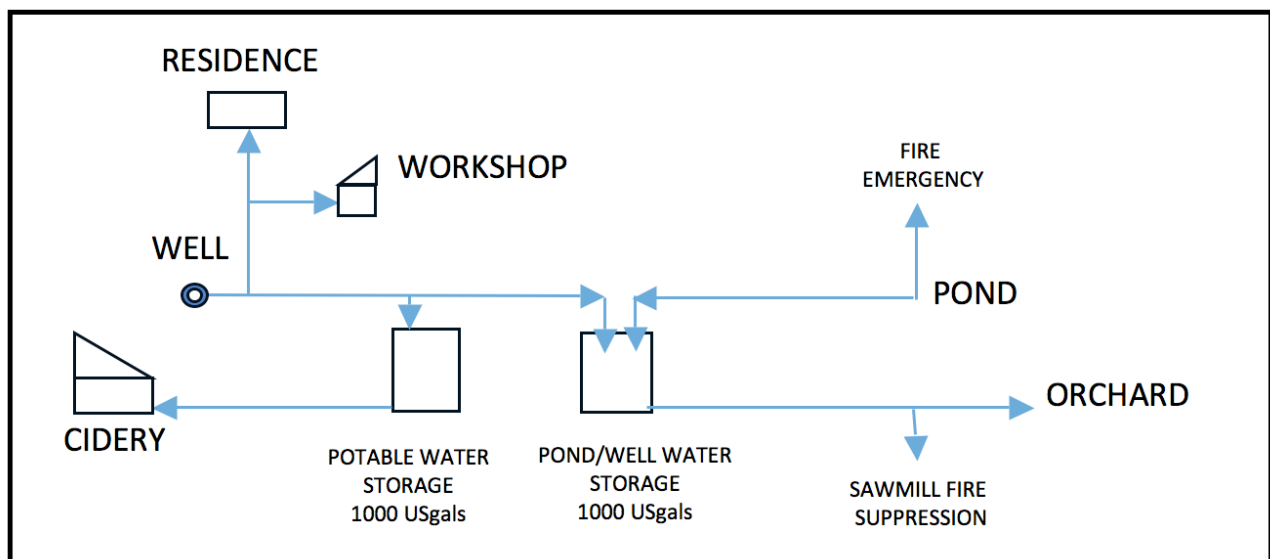 RESIDENCE
WORKSHOP
FIRE
EMERGENCY
WELL
POND
CIDERY
POTABLE WATER
STORAGE
1000 USgals
POND/WELL WATER
STORAGE
1000 USgals
ORCHARD
SAWMILL FIRE
SUPPRESSION